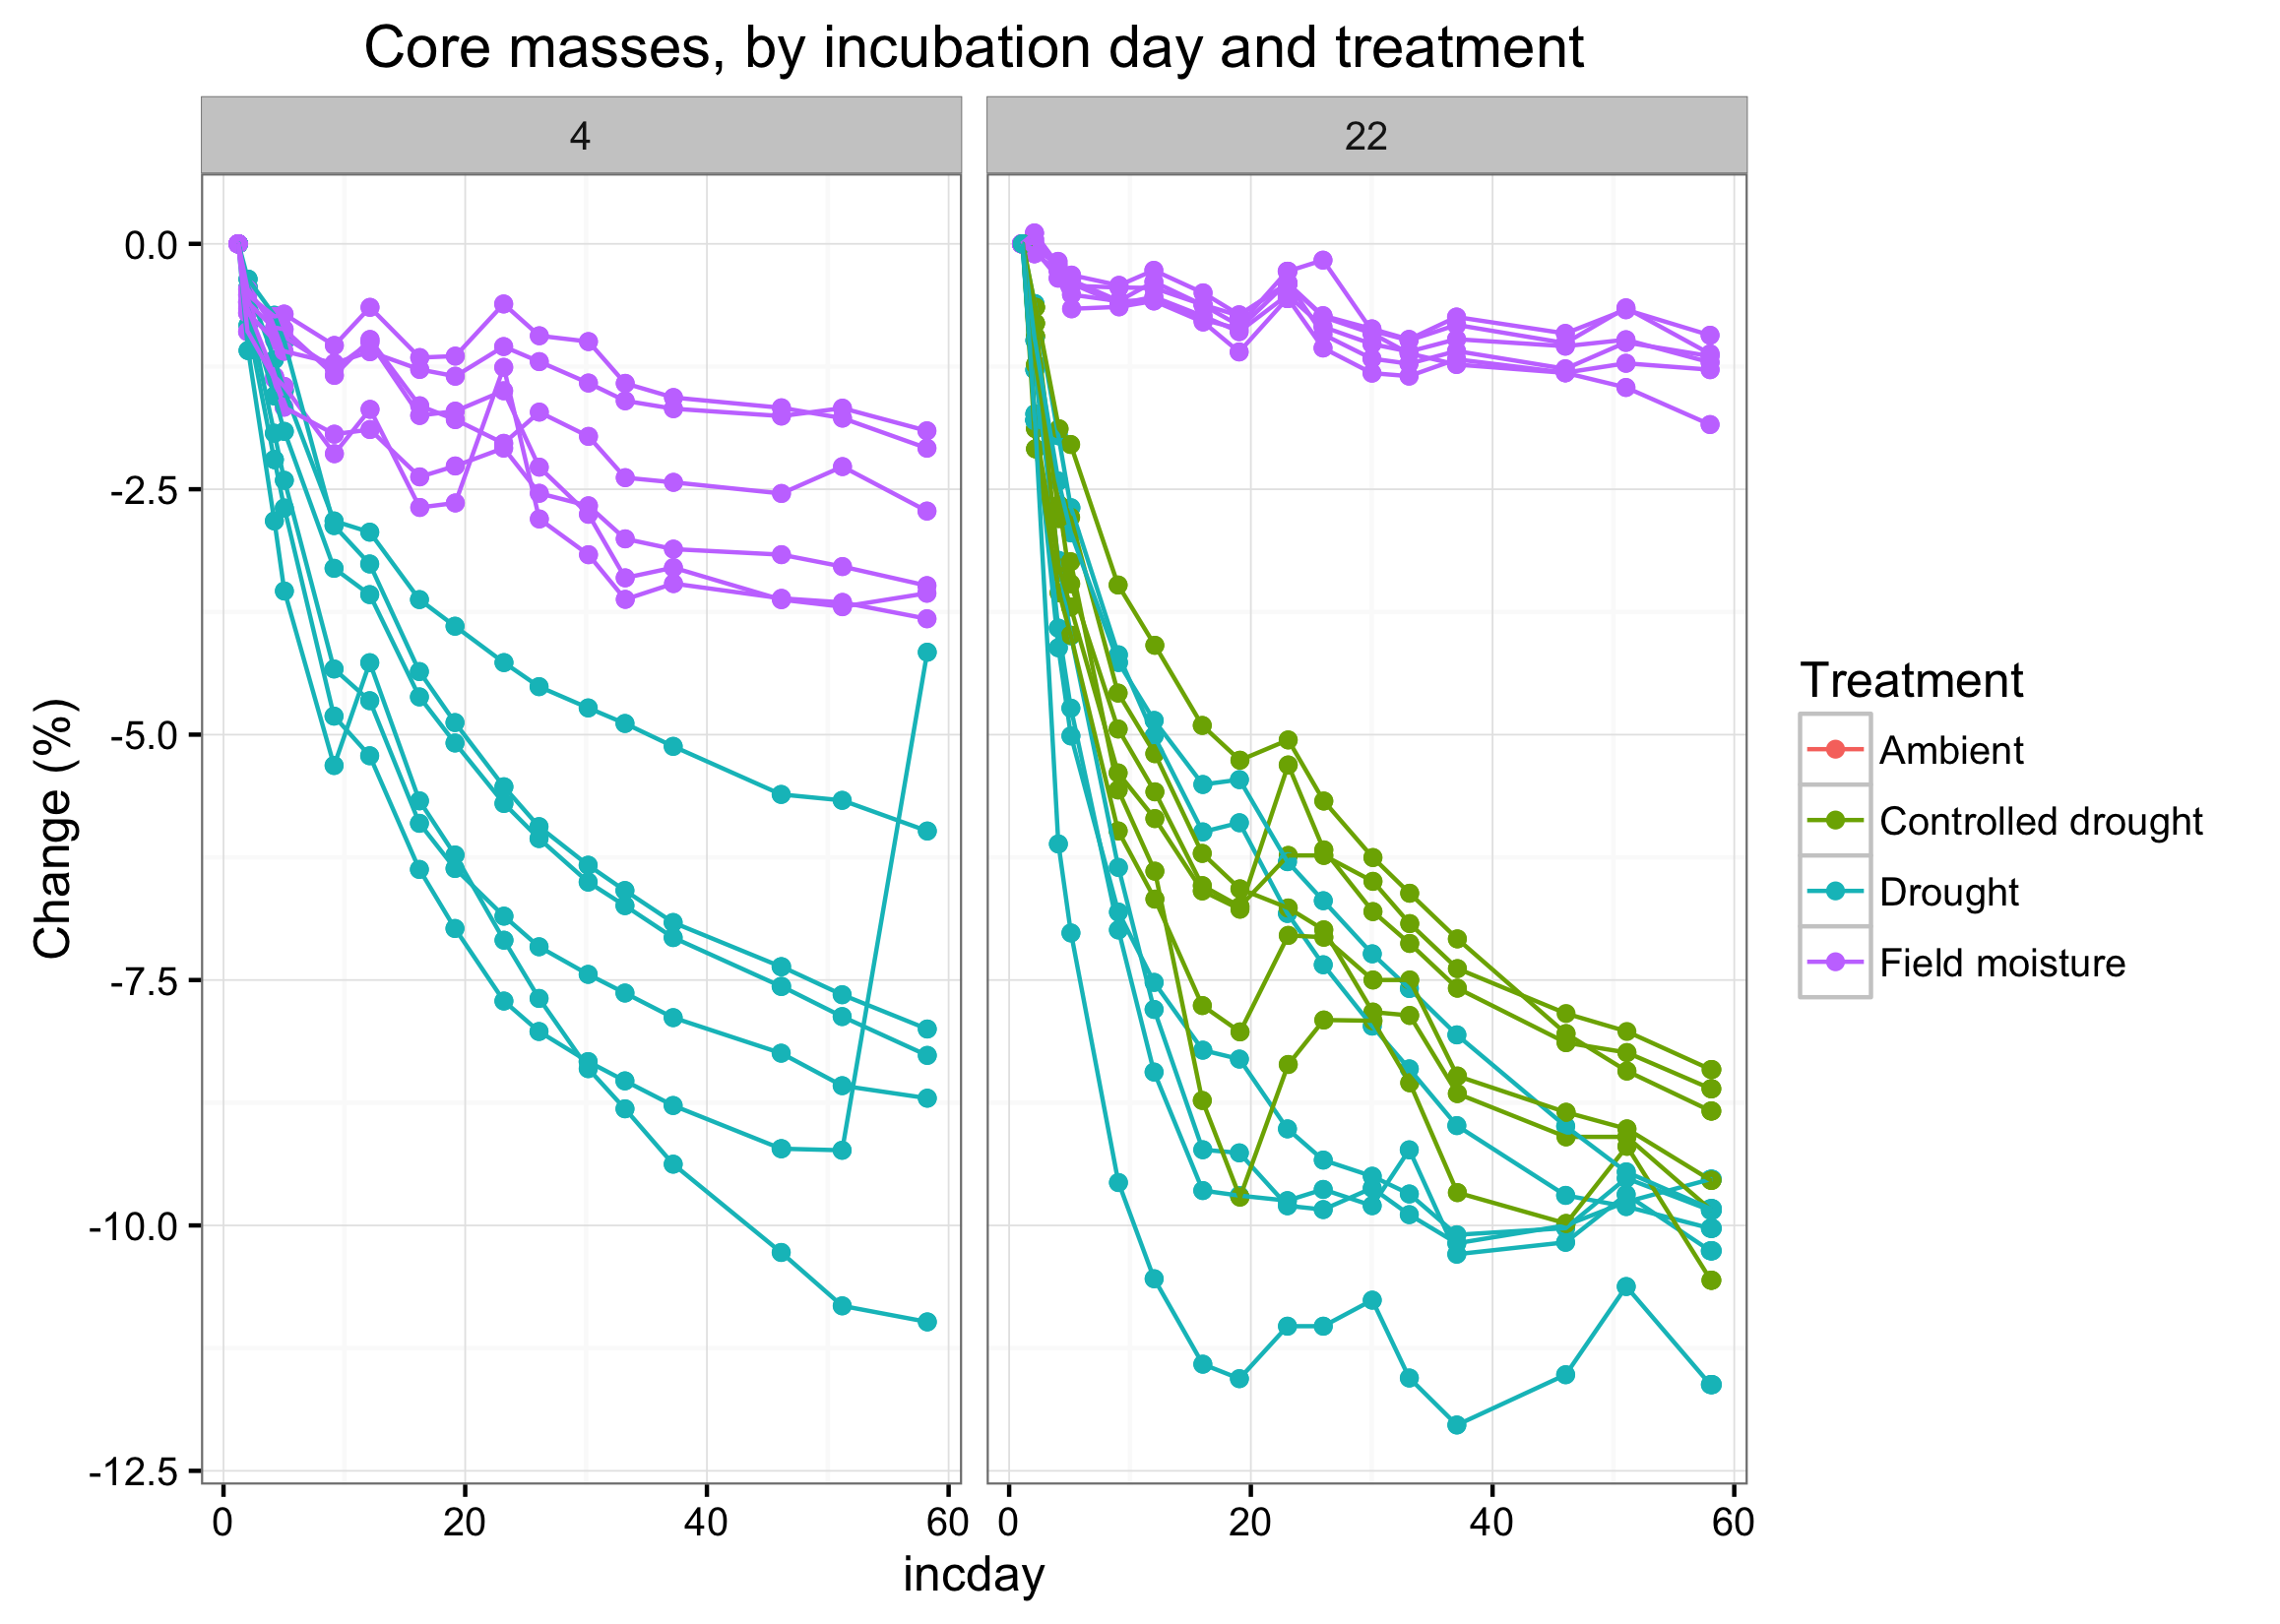 Core masses, by incubation day and treatment
4
22
0.0
-2.5
-5.0
-7.5
-10.0
-12.5
Change (%)
0
20
40
60
0
20
40
60
incday
Treatment
Ambient
Controlled drought
Drought
Field moisture